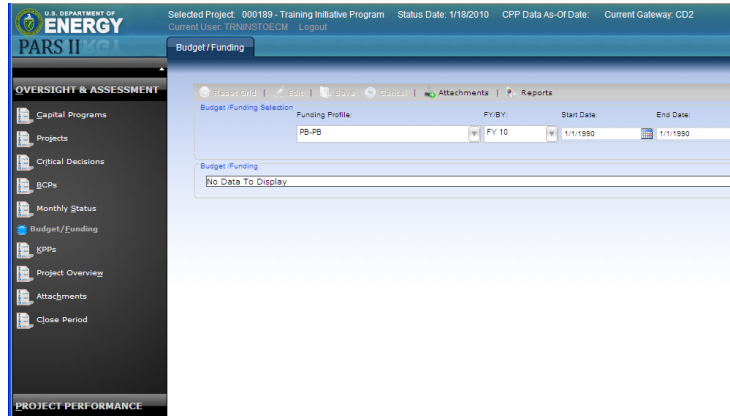 U.S. DEPARTMENT OF
ENERGY
PARS II
Selected Project: 000189 - Training Initiative Program Status Date: 1/18/2010 CPP Data As-Of Date: Current Gateway: CD2
Current User: TRNINSTOECM Logout
Budget / Funding
OVERSIGHT & ASSESSMENT
Capital Programs
Projects
Critical Decisions
BCPs
Monthly Status
Budget/Funding
KPPs
Project Overview
Attachments
Close Period
PROJECT PERFORMANCE
Reset Grid | Edit | Save Cancel | Attachments | Reports
Budget /Funding Selection
Funding Profile: FY/BY: Start Date: End Date:
PB-PB FY 10 1/1/1990 1/1/1990
Budget /Funding
No Data To Display